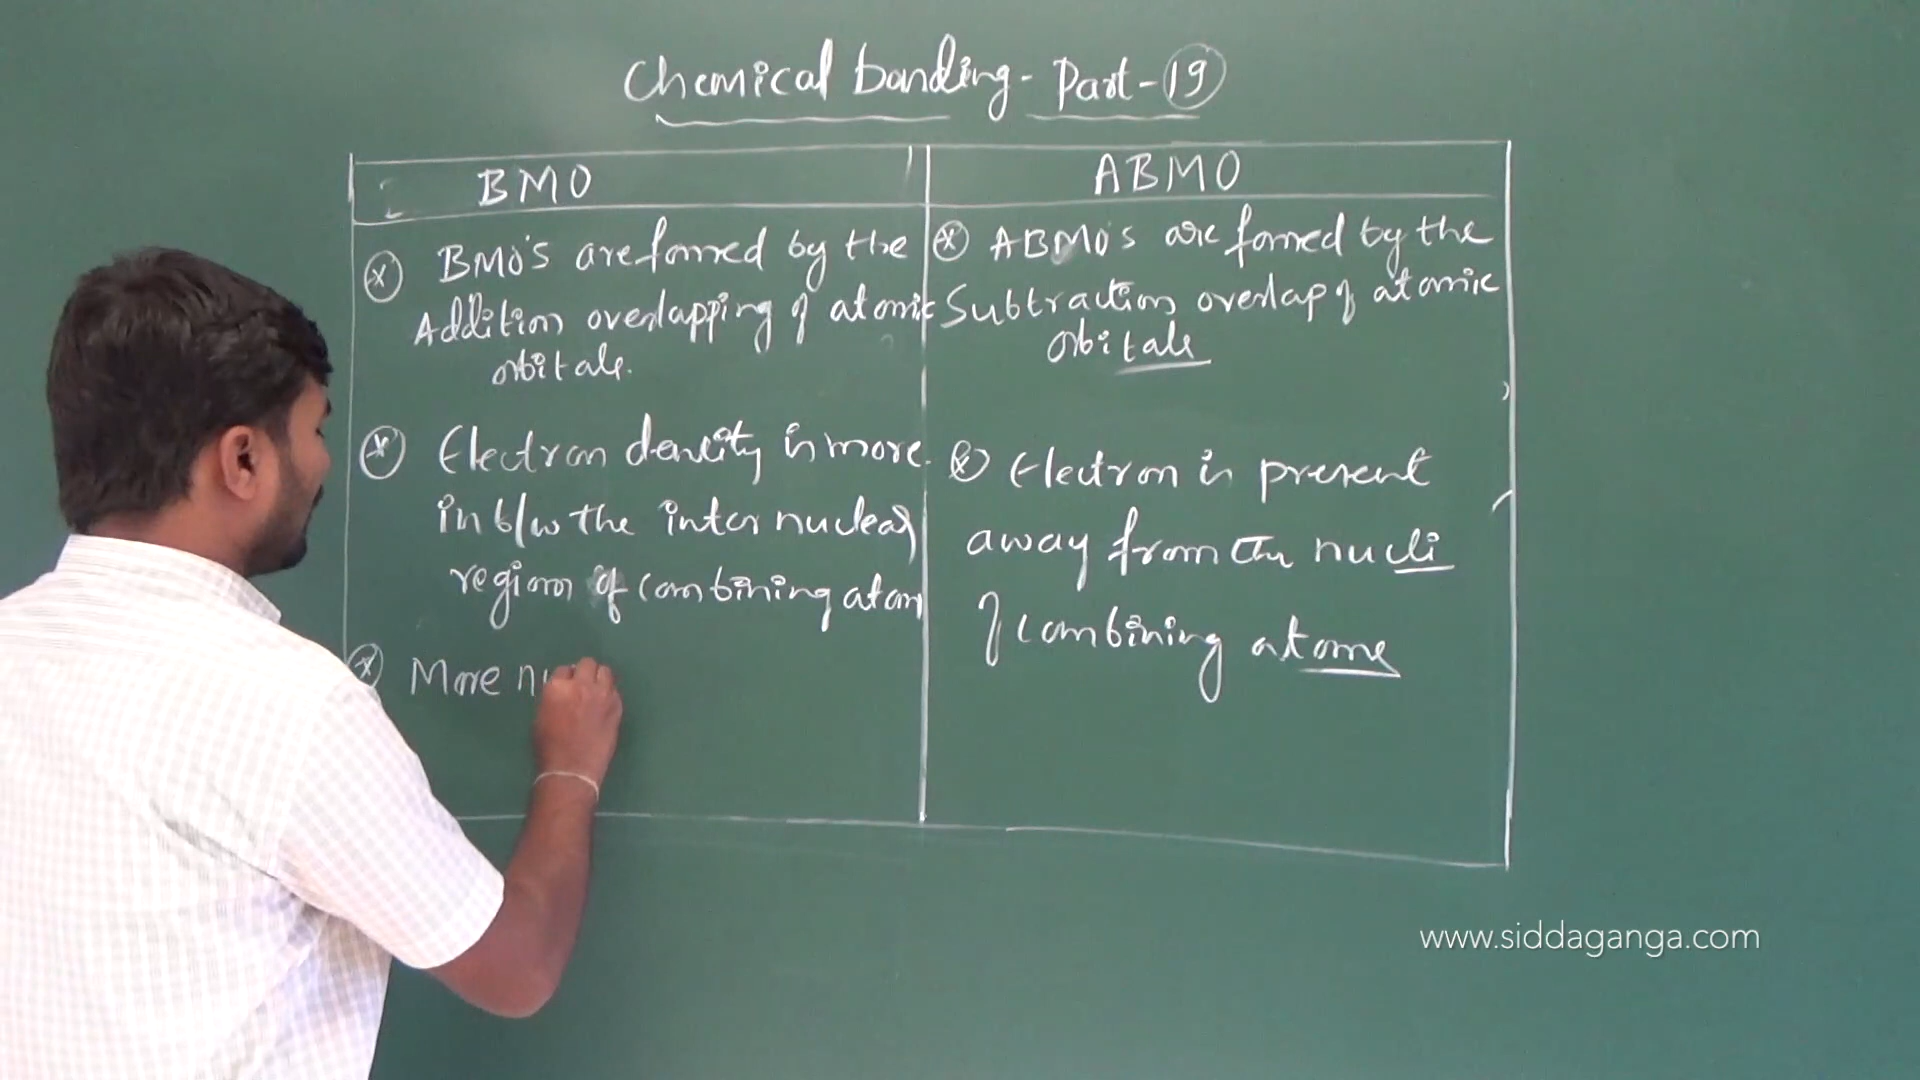 Chemical bonding - Part - 19
BMO
ABMO
BMO's are formed by the
Addition overlapping of atomic
orbitals.
Electron density is more
in b/w the inter nuclear
region of combining atom
More nu
ABMO's are formed by the
Subtraction overlap of atomic
orbitals
Electron is present
away from the nucli
of combining atoms
www.siddaganga.com